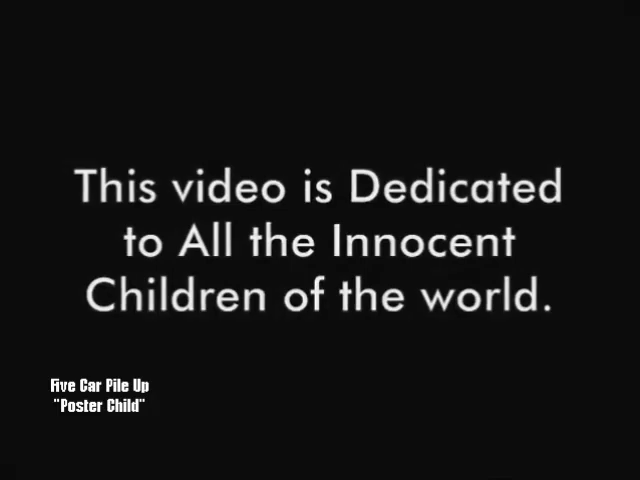 This video is Dedicated
to All the Innocent
Children of the world.
Five Car Pile Up
"Poster Child"